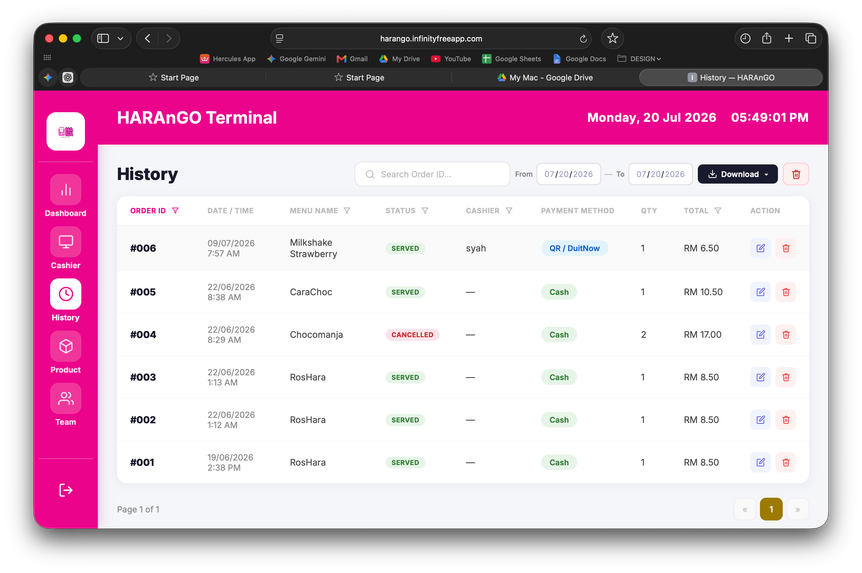 harango.infinityfreeapp.com
Hercules App
Google Gemini
Gmail
My Drive
YouTube
Google Sheets
Google Docs
DESIGN
Start Page
Start Page
My Mac - Google Drive
I History — HARAnGO
HARAnGO Terminal
Monday, 20 Jul 2026 05:49:01 PM
Dashboard
Cashier
History
Product
Team
History
Search Order ID...
From 07/20/2026 — To 07/20/2026
Download
ORDER ID DATE / TIME MENU NAME STATUS CASHIER PAYMENT METHOD QTY TOTAL ACTION
#006 09/07/2026 7:57 AM Milkshake Strawberry SERVED syah QR / DuitNow 1 RM 6.50
#005 22/06/2026 8:38 AM CaraChoc SERVED — Cash 1 RM 10.50
#004 22/06/2026 8:29 AM Chocomanja CANCELLED — Cash 2 RM 17.00
#003 22/06/2026 1:13 AM RosHara SERVED — Cash 1 RM 8.50
#002 22/06/2026 1:12 AM RosHara SERVED — Cash 1 RM 8.50
#001 19/06/2026 2:38 PM RosHara SERVED — Cash 1 RM 8.50
Page 1 of 1
« 1 »